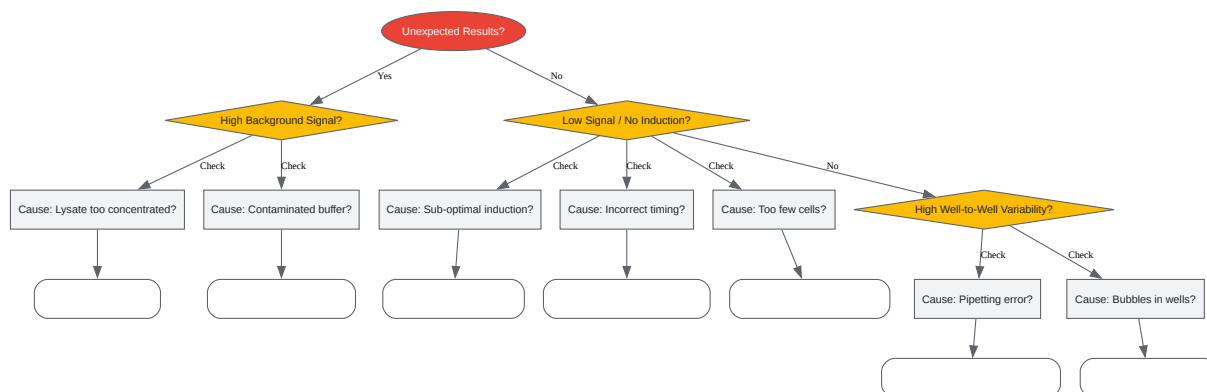 Unexpected Results?
Yes
No
High Background Signal?
Low Signal / No Induction?
Check
Check
Check
Check
Check
No
Cause: Lysate too concentrated?
Cause: Contaminated buffer?
Cause: Sub-optimal induction?
Cause: Incorrect timing?
Cause: Too few cells?
High Well-to-Well Variability?
Check
Check
Cause: Pipetting error?
Cause: Bubbles in wells?